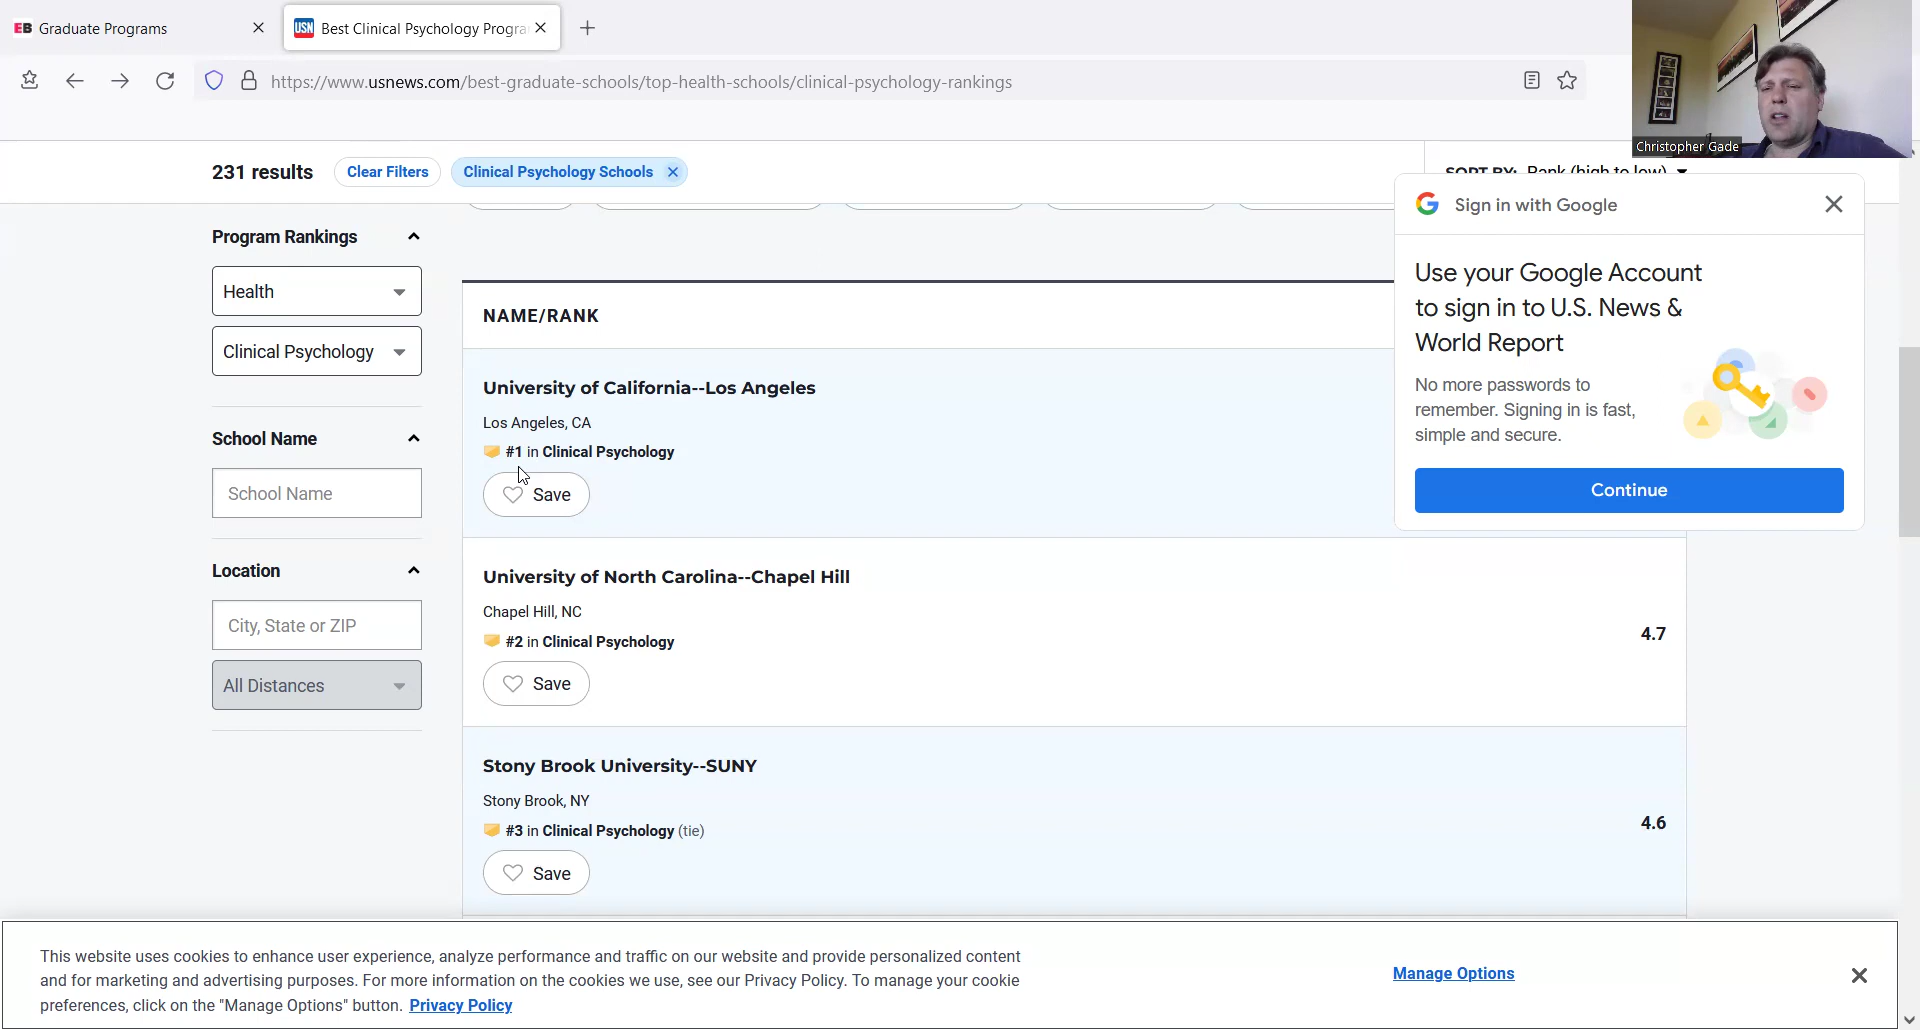 EB Graduate Programs
USN Best Clinical Psychology Progra
https://www.usnews.com/best-graduate-schools/top-health-schools/clinical-psychology-rankings
Christopher Gade
231 results
Clear Filters
Clinical Psychology Schools
SORT BY: Rank (high to low)
Program Rankings
Health
Clinical Psychology
School Name
School Name
Location
City, State or ZIP
All Distances
NAME/RANK
University of California--Los Angeles
Los Angeles, CA
#1 in Clinical Psychology
Save
University of North Carolina--Chapel Hill
Chapel Hill, NC
#2 in Clinical Psychology
4.7
Save
Stony Brook University--SUNY
Stony Brook, NY
#3 in Clinical Psychology (tie)
4.6
Save
Sign in with Google
Use your Google Account
to sign in to U.S. News &
World Report
No more passwords to
remember. Signing in is fast,
simple and secure.
Continue
This website uses cookies to enhance user experience, analyze performance and traffic on our website and provide personalized content
and for marketing and advertising purposes. For more information on the cookies we use, see our Privacy Policy. To manage your cookie
preferences, click on the "Manage Options" button. Privacy Policy
Manage Options